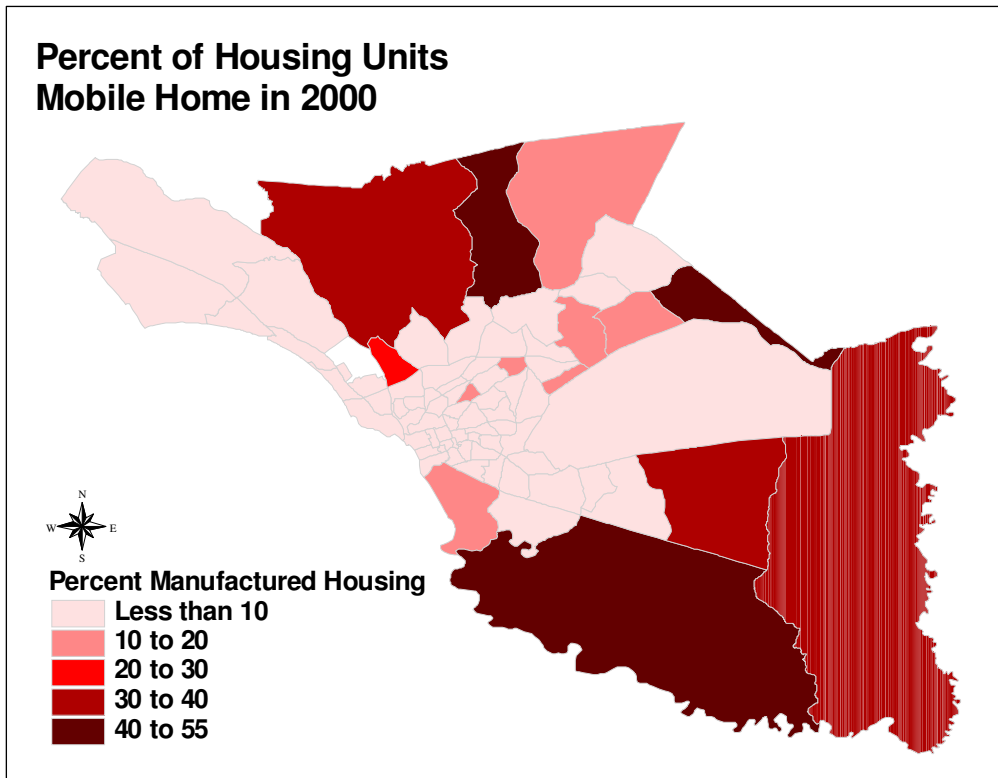 Percent of Housing Units
Mobile Home in 2000
N
W E
S
Percent Manufactured Housing
Less than 10
10 to 20
20 to 30
30 to 40
40 to 55